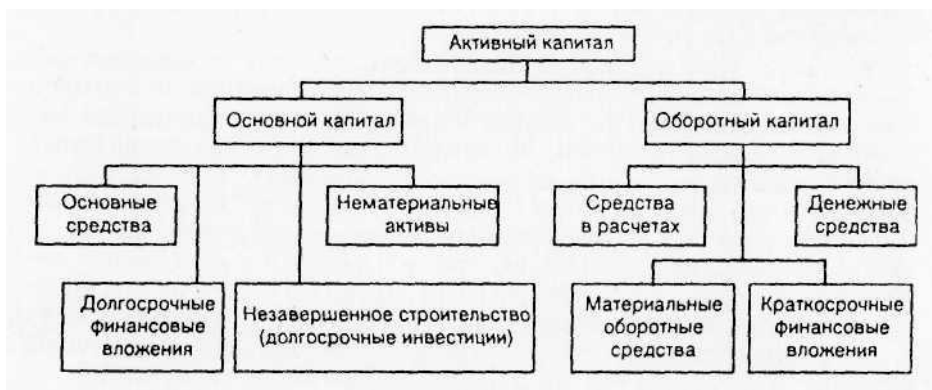 Активный капитал
Основной капитал
Оборотный капитал
Основные
средства
Нематериальные
активы
Средства
в расчетах
Денежные
средства
Долгосрочные
финансовые
вложения
Незавершенное строительство
(долгосрочные инвестиции)
Материальные
оборотные
средства
Краткосрочные
финансовые
вложения